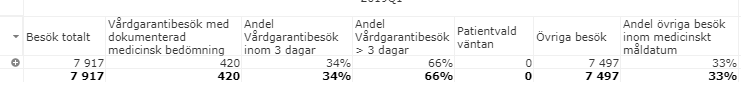 2019Q1
Besök totalt
Vårdgarantibesök med
dokumenterad
medicinsk bedömning
Andel
Vårdgarantibesök
inom 3 dagar
Andel
Vårdgarantibesök
> 3 dagar
Patientvald
väntan
Övriga besök
Andel övriga besök
inom medicinskt
måldatum
7 917 420 34% 66% 0 7 497 33%
7 917 420 34% 66% 0 7 497 33%